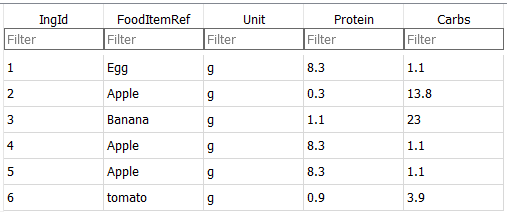 IngId FoodItemRef Unit Protein Carbs
Filter Filter Filter Filter Filter
1 Egg g 8.3 1.1
2 Apple g 0.3 13.8
3 Banana g 1.1 23
4 Apple g 8.3 1.1
5 Apple g 8.3 1.1
6 tomato g 0.9 3.9